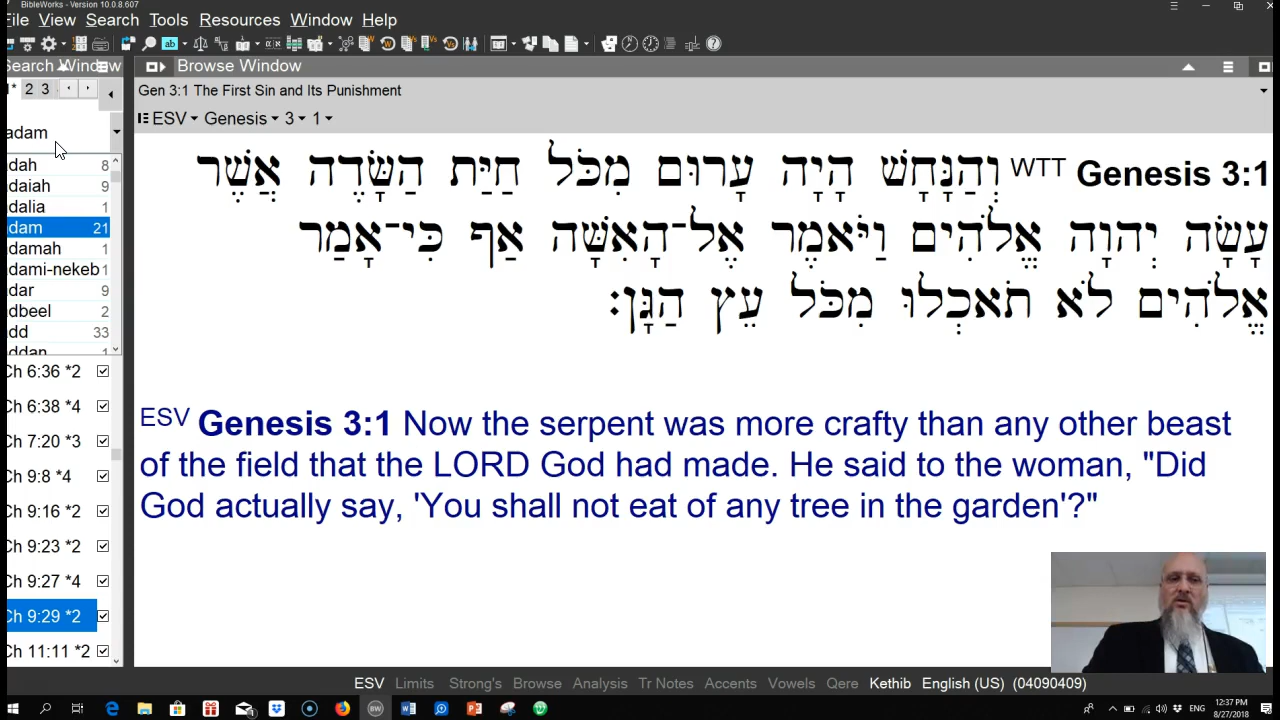 BibleWorks - Version 10.0.8.607
File View Search Tools Resources Window Help
Search Window
Browse Window
1* 2 3
Gen 3:1 The First Sin and Its Punishment
ESV Genesis 3 1
adam
dah 8
daiah 9
dalia 1
dam 21
damah 1
dami-nekeb 1
dar 9
dbeel 2
dd 33
ddan 1
Ch 6:36 *2
Ch 6:38 *4
Ch 7:20 *3
Ch 9:8 *4
Ch 9:16 *2
Ch 9:23 *2
Ch 9:27 *4
Ch 9:29 *2
Ch 11:11 *2
WTT Genesis 3:1 וְהַנָּחָשׁ הָיָה עָרוּם מִכֹּל חַיַּת הַשָּׂדֶה אֲשֶׁר
עָשָׂה יְהוָה אֱלֹהִים וַיֹּאמֶר אֶל־הָאִשָּׁה אַף כִּי־אָמַר
אֱלֹהִים לֹא תֹאכְלוּ מִכֹּל עֵץ הַגָּן׃
ESV Genesis 3:1 Now the serpent was more crafty than any other beast
of the field that the LORD God had made. He said to the woman, "Did
God actually say, 'You shall not eat of any tree in the garden'?"
ESV Limits Strong's Browse Analysis Tr Notes Accents Vowels Qere Kethib English (US) (04090409)
ENG
12:37 PM
8/27/2018